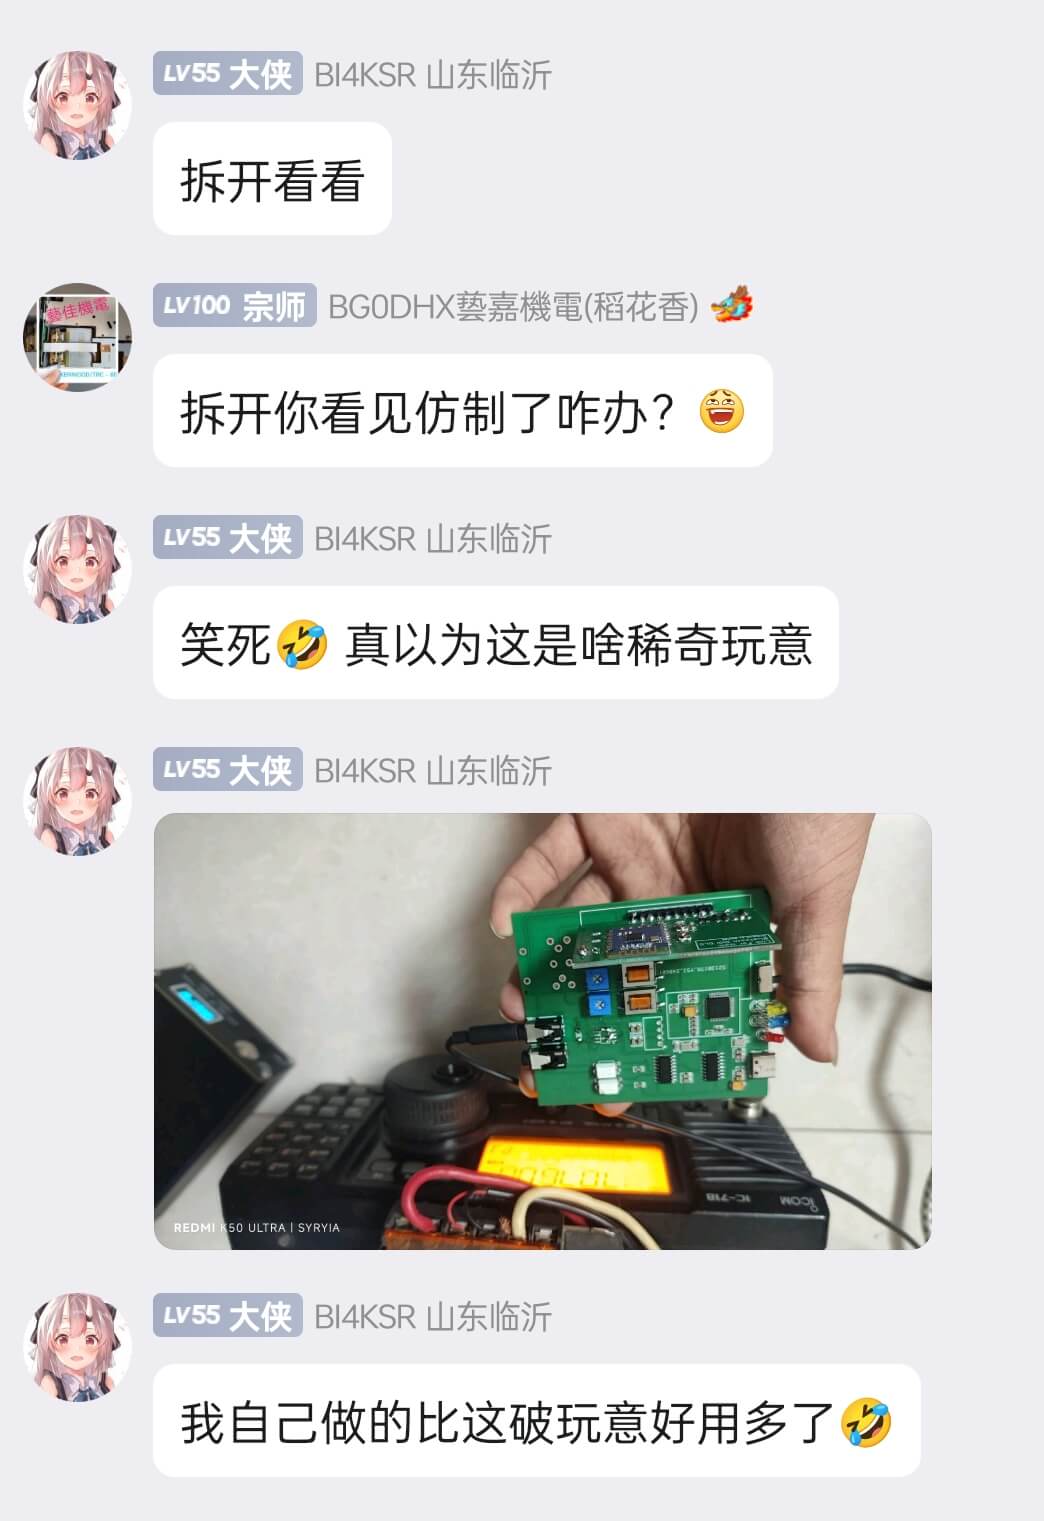 LV55 大侠 BI4KSR 山东临沂
拆开看看
藝佳機電
LV100 宗师 BG0DHX藝嘉機電(稻花香)
拆开你看见仿制了咋办？😆
LV55 大侠 BI4KSR 山东临沂
笑死🤣 真以为这是啥稀奇玩意
LV55 大侠 BI4KSR 山东临沂
IC-718
ICOM
REDMI K50 ULTRA | SYRYIA
LV55 大侠 BI4KSR 山东临沂
我自己做的比这破玩意好用多了🤣